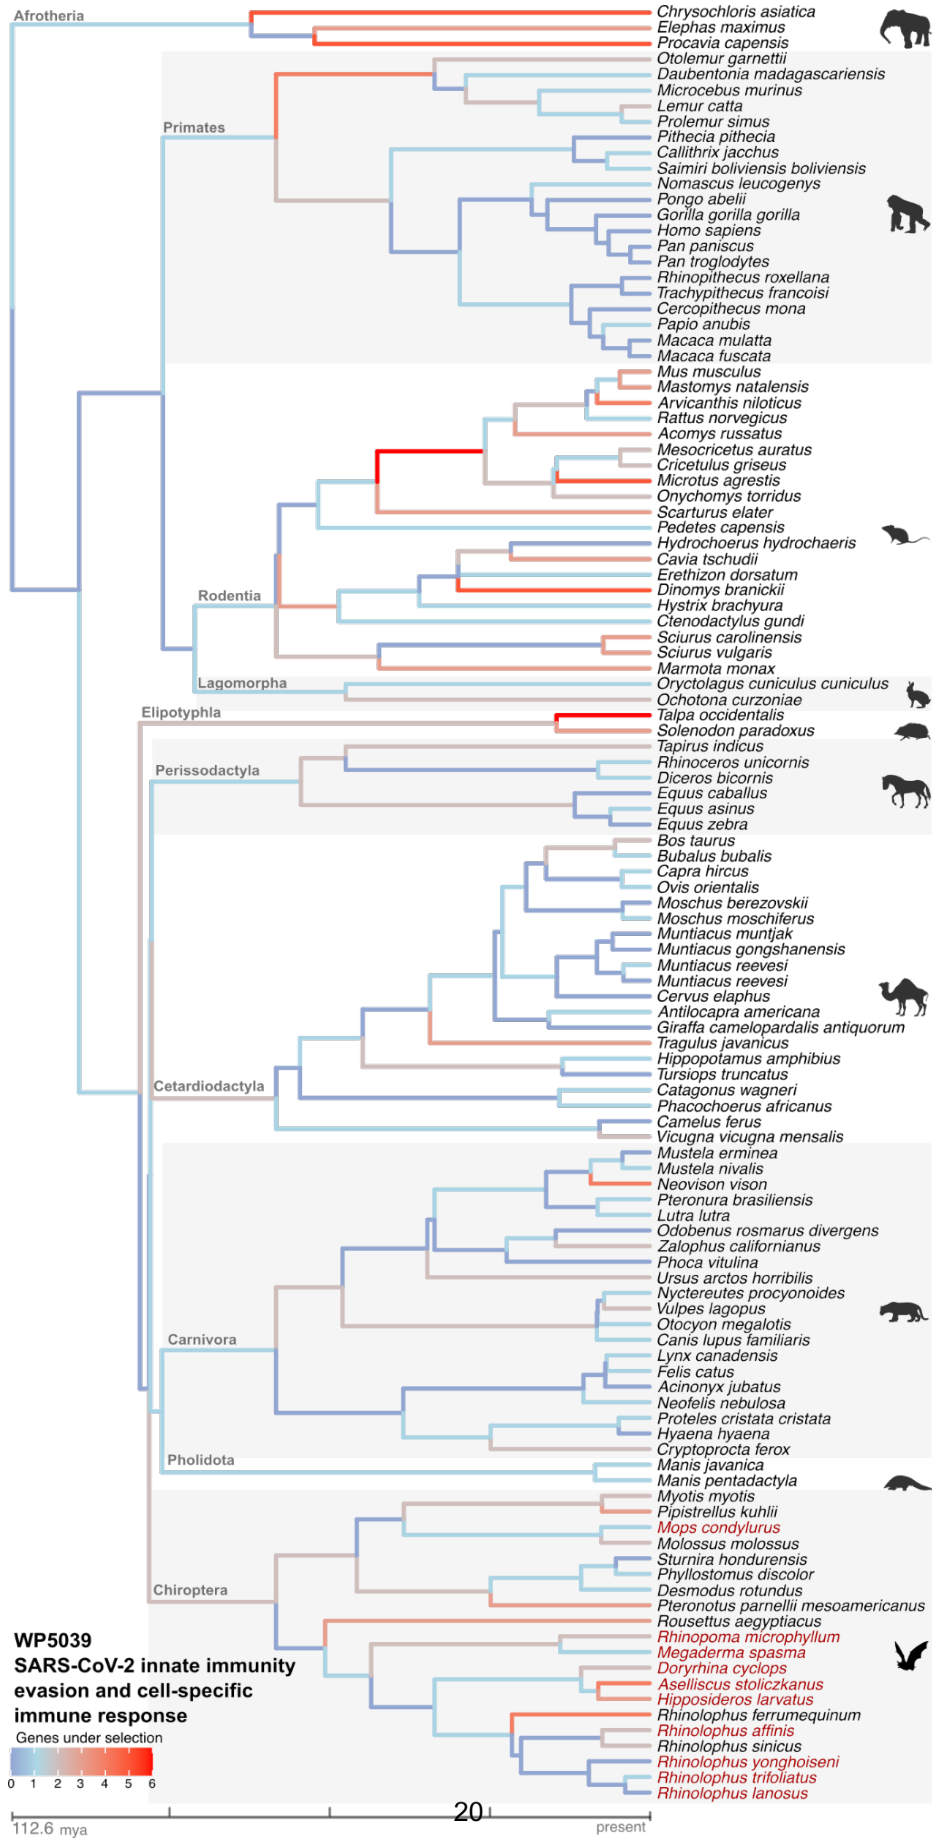 Afrotheria
Chrysochloris asiatica
Elephas maximus
Procavia capensis
Otolemur garnettii
Daubentonia madagascariensis
Microcebus murinus
Lemur catta
Prolemur simus
Primates
Pithecia pithecia
Callithrix jacchus
Saimiri boliviensis boliviensis
Nomascus leucogenys
Pongo abelii
Gorilla gorilla gorilla
Homo sapiens
Pan paniscus
Pan troglodytes
Rhinopithecus roxellana
Trachypithecus francoisi
Cercopithecus mona
Papio anubis
Macaca mulatta
Macaca fuscata
Mus musculus
Mastomys natalensis
Arvicanthis niloticus
Rattus norvegicus
Acomys russatus
Mesocricetus auratus
Cricetulus griseus
Microtus agrestis
Onychomys torridus
Scarturus elater
Pedetes capensis
Hydrochoerus hydrochaeris
Cavia tschudii
Erethizon dorsatum
Dinomys branickii
Rodentia
Hystrix brachyura
Ctenodactylus gundi
Sciurus carolinensis
Sciurus vulgaris
Marmota monax
Lagomorpha
Oryctolagus cuniculus cuniculus
Ochotona curzoniae
Elipotyphla
Talpa occidentalis
Solenodon paradoxus
Tapirus indicus
Perissodactyla
Rhinoceros unicornis
Diceros bicornis
Equus caballus
Equus asinus
Equus zebra
Bos taurus
Bubalus bubalis
Capra hircus
Ovis orientalis
Moschus berezovskii
Moschus moschiferus
Muntiacus muntjak
Muntiacus gongshanensis
Muntiacus reevesi
Muntiacus reevesi
Cervus elaphus
Antilocapra americana
Giraffa camelopardalis antiquorum
Tragulus javanicus
Hippopotamus amphibius
Tursiops truncatus
Cetardiodactyla
Catagonus wagneri
Phacochoerus africanus
Camelus ferus
Vicugna vicugna mensalis
Mustela erminea
Mustela nivalis
Neovison vison
Pteronura brasiliensis
Lutra lutra
Odobenus rosmarus divergens
Zalophus californianus
Phoca vitulina
Ursus arctos horribilis
Nyctereutes procyonoides
Vulpes lagopus
Otocyon megalotis
Carnivora
Canis lupus familiaris
Lynx canadensis
Felis catus
Acinonyx jubatus
Neofelis nebulosa
Proteles cristata cristata
Hyaena hyaena
Cryptoprocta ferox
Pholidota
Manis javanica
Manis pentadactyla
Myotis myotis
Pipistrellus kuhlii
Mops condylurus
Molossus molossus
Sturnira hondurensis
Phyllostomus discolor
Chiroptera
Desmodus rotundus
Pteronotus parnellii mesoamericanus
Rousettus aegyptiacus
Rhinopoma microphyllum
Megaderma spasma
Doryrhina cyclops
Aselliscus stoliczkanus
Hipposideros larvatus
Rhinolophus ferrumequinum
Rhinolophus affinis
Rhinolophus sinicus
Rhinolophus yonghoiseni
Rhinolophus trifoliatus
Rhinolophus lanosus
WP5039
SARS-CoV-2 innate immunity
evasion and cell-specific
immune response
Genes under selection
0 1 2 3 4 5 6
20
112.6 mya present